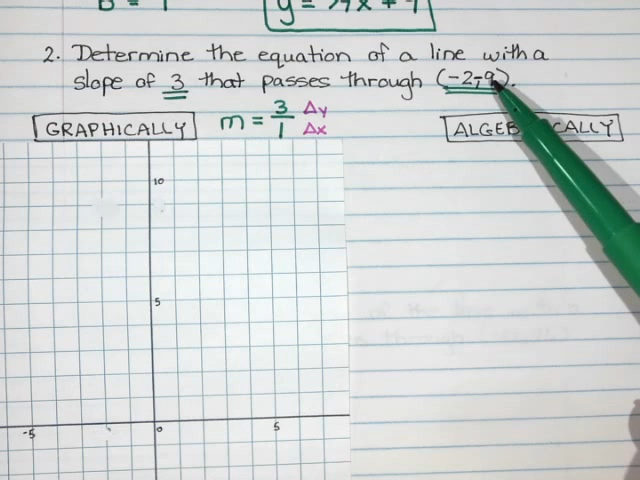 2. Determine the equation of a line with a
slope of 3 that passes through (-2,-9).
GRAPHICALLY
m = 3/1 Δy/Δx
10
5
-5 0 5